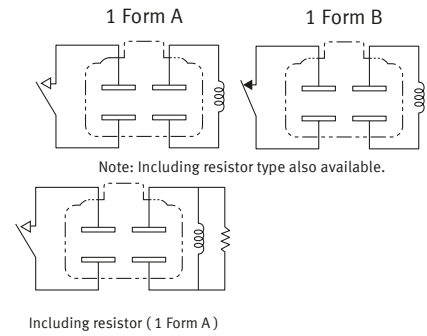 1 Form A
1 Form B
Note: Including resistor type also available.
Including resistor ( 1 Form A )